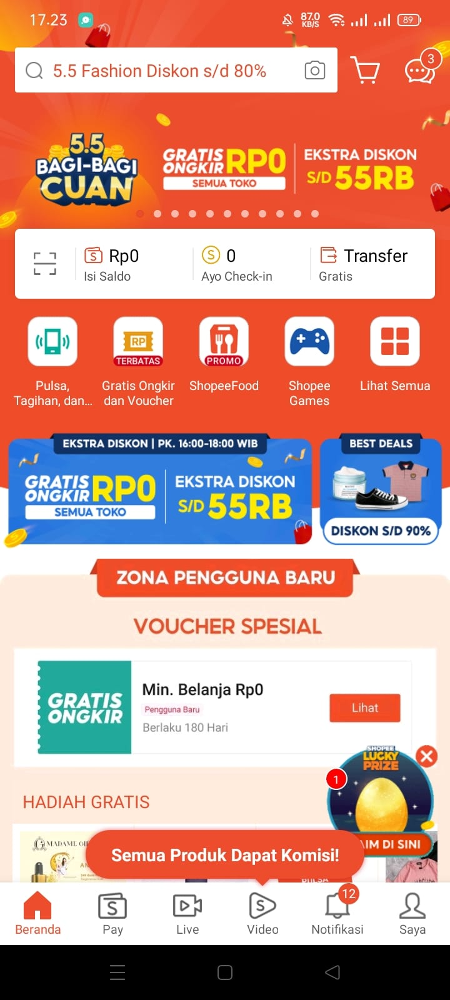 17.23
87.0
KB/S
89
5.5 Fashion Diskon s/d 80%
3
5.5
BAGI-BAGI
CUAN
GRATIS
ONGKIR RP0
SEMUA TOKO
EKSTRA DISKON
S/D 55RB
Rp0
Isi Saldo
0
Ayo Check-in
Transfer
Gratis
RP
TERBATAS
PROMO
Pulsa,
Tagihan, dan...
Gratis Ongkir
dan Voucher
ShopeeFood
Shopee
Games
Lihat Semua
EKSTRA DISKON | PK. 16:00-18:00 WIB
GRATIS
ONGKIR RP0
SEMUA TOKO
EKSTRA DISKON
S/D 55RB
BEST DEALS
DISKON S/D 90%
ZONA PENGGUNA BARU
VOUCHER SPESIAL
GRATIS
ONGKIR
Min. Belanja Rp0
Pengguna Baru
Berlaku 180 Hari
Lihat
SHOPEE
LUCKY
PRIZE
1
AIM DI SINI
HADIAH GRATIS
MADAME GIE
Semua Produk Dapat Komisi!
PULSA
Beranda
Pay
Live
Video
12
Notifikasi
Saya